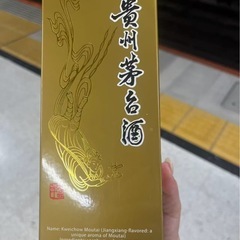 貴州茅台酒
Name: Kweichow Moutai (Jiangxiang-flavored: a
unique aroma of Moutai)